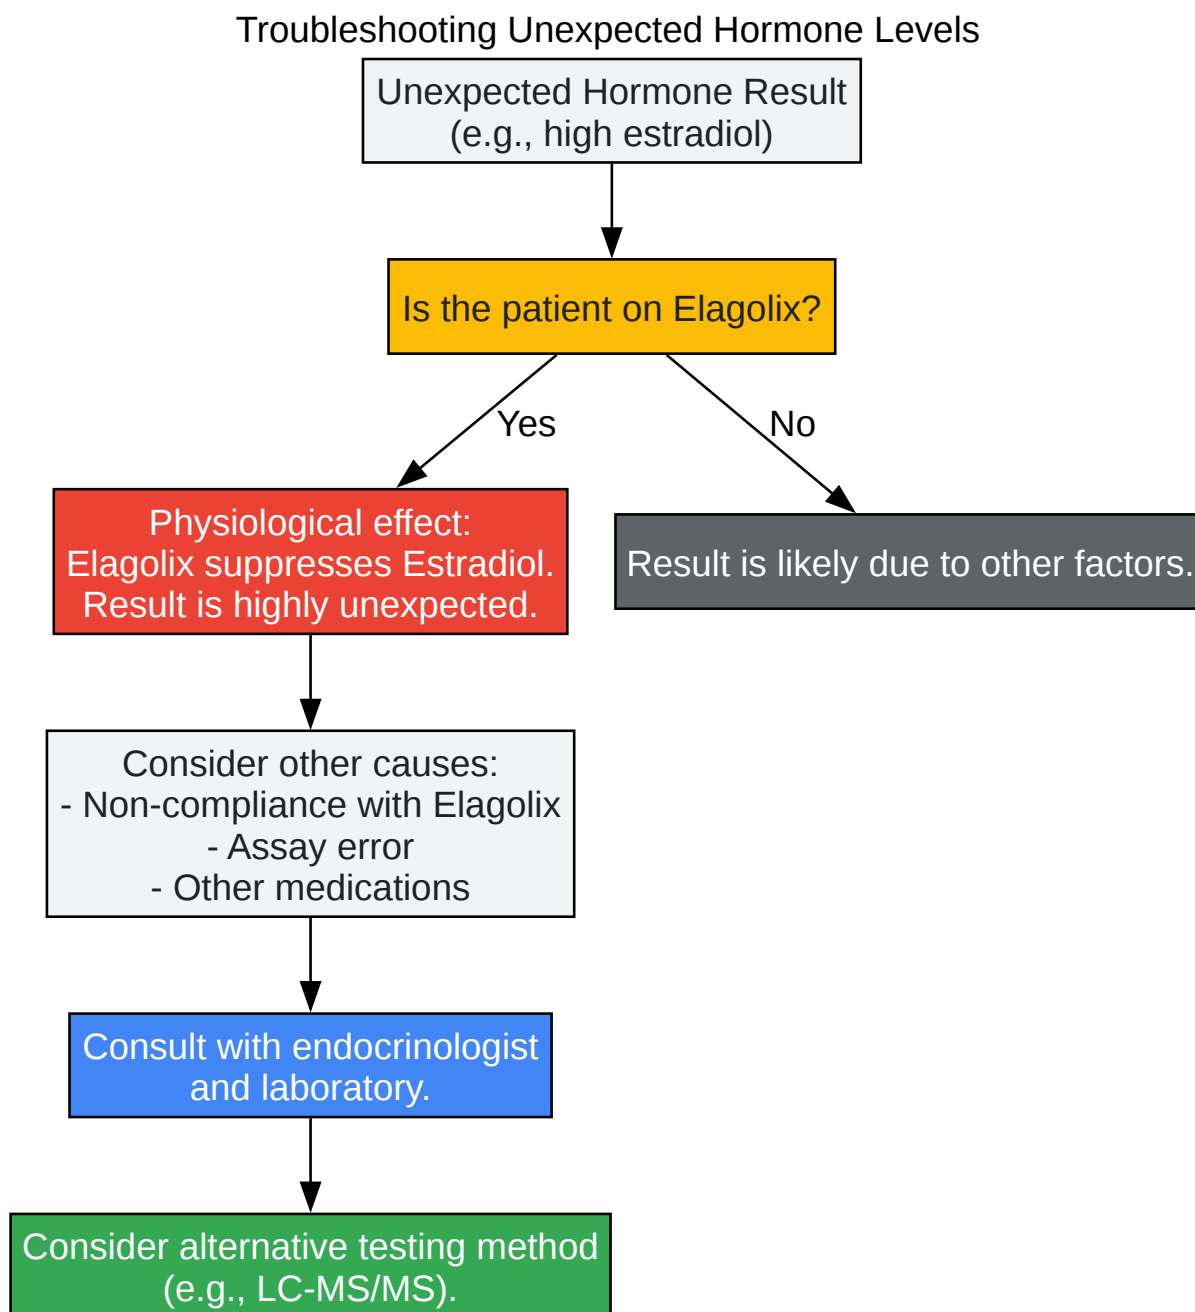 Troubleshooting Unexpected Hormone Levels
Unexpected Hormone Result
(e.g., high estradiol)
Is the patient on Elagolix?
Yes
No
Physiological effect:
Elagolix suppresses Estradiol.
Result is highly unexpected.
Result is likely due to other factors.
Consider other causes:
- Non-compliance with Elagolix
- Assay error
- Other medications
Consult with endocrinologist
and laboratory.
Consider alternative testing method
(e.g., LC-MS/MS).